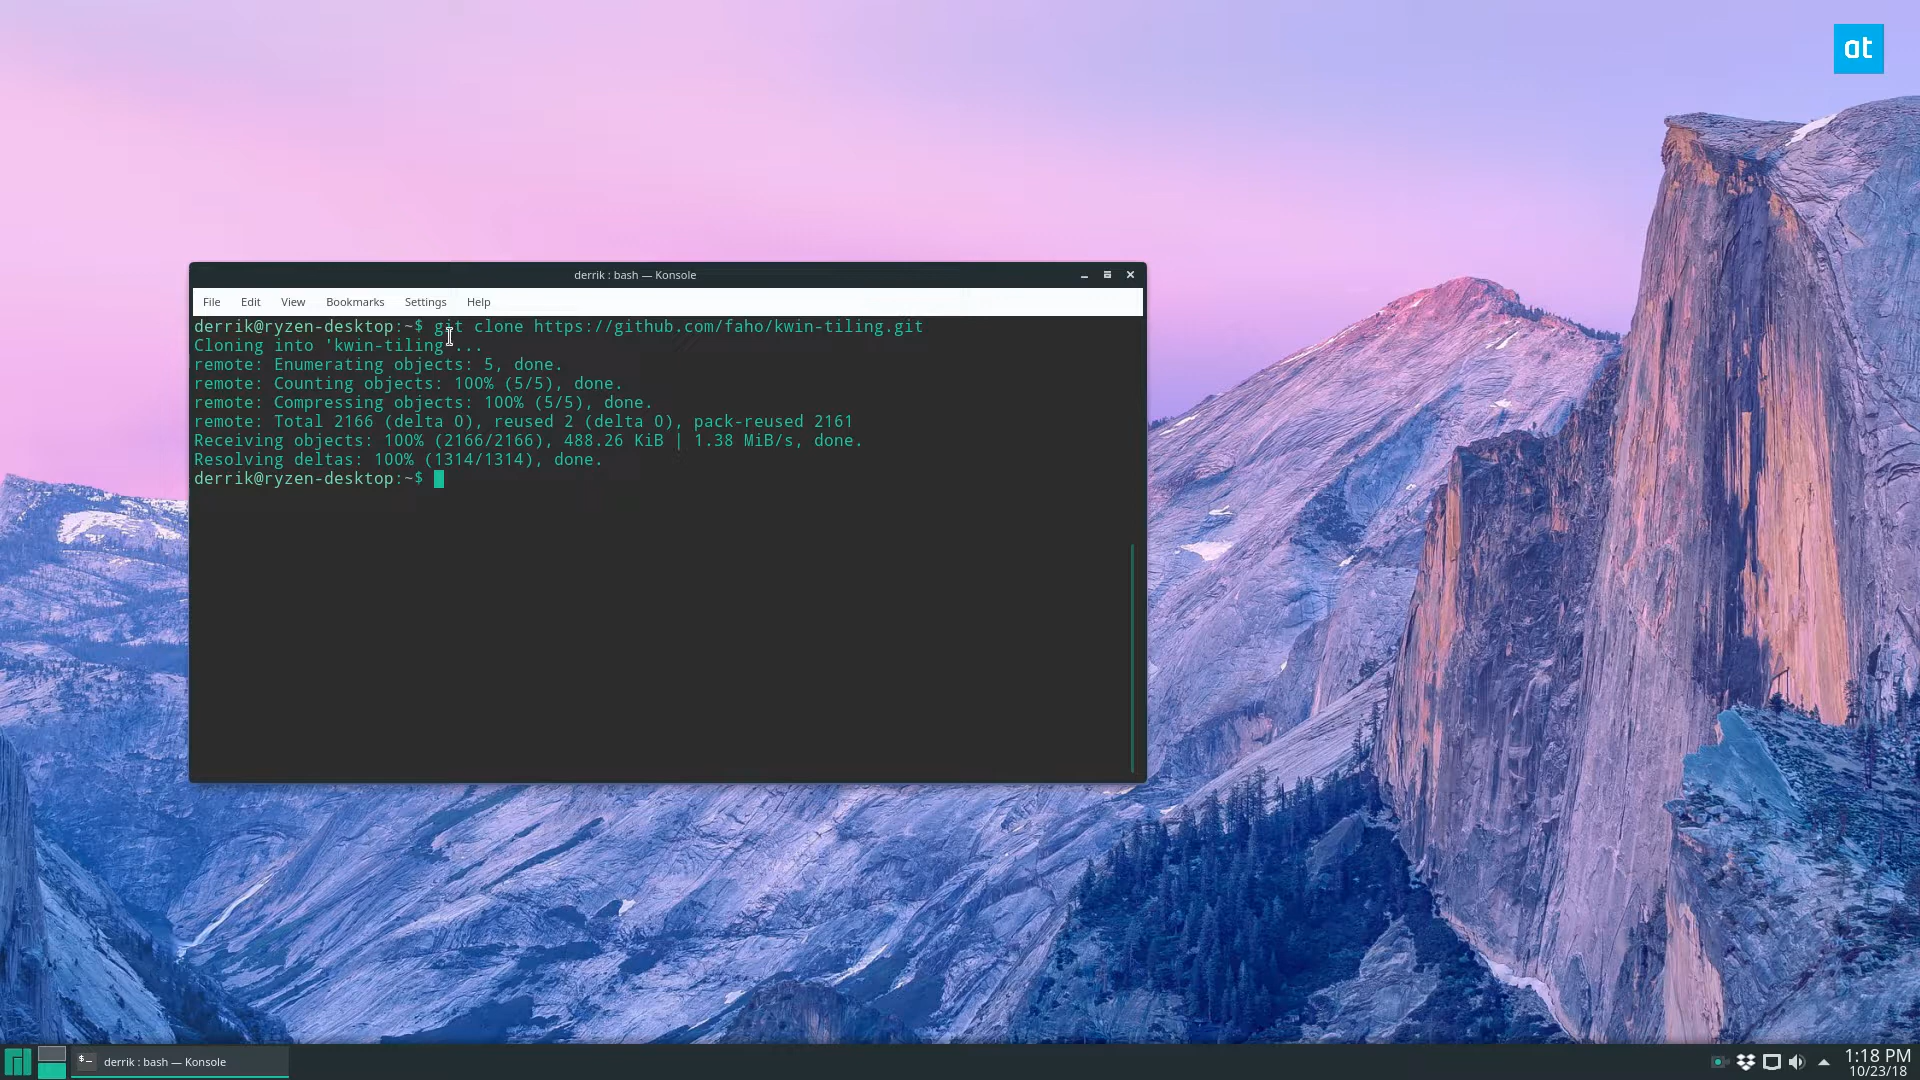 at
derrik : bash — Konsole
File Edit View Bookmarks Settings Help
derrik@ryzen-desktop:~$ git clone https://github.com/faho/kwin-tiling.git
Cloning into 'kwin-tiling'...
remote: Enumerating objects: 5, done.
remote: Counting objects: 100% (5/5), done.
remote: Compressing objects: 100% (5/5), done.
remote: Total 2166 (delta 0), reused 2 (delta 0), pack-reused 2161
Receiving objects: 100% (2166/2166), 488.26 KiB | 1.38 MiB/s, done.
Resolving deltas: 100% (1314/1314), done.
derrik@ryzen-desktop:~$
$- derrik : bash — Konsole
1:18 PM
10/23/18